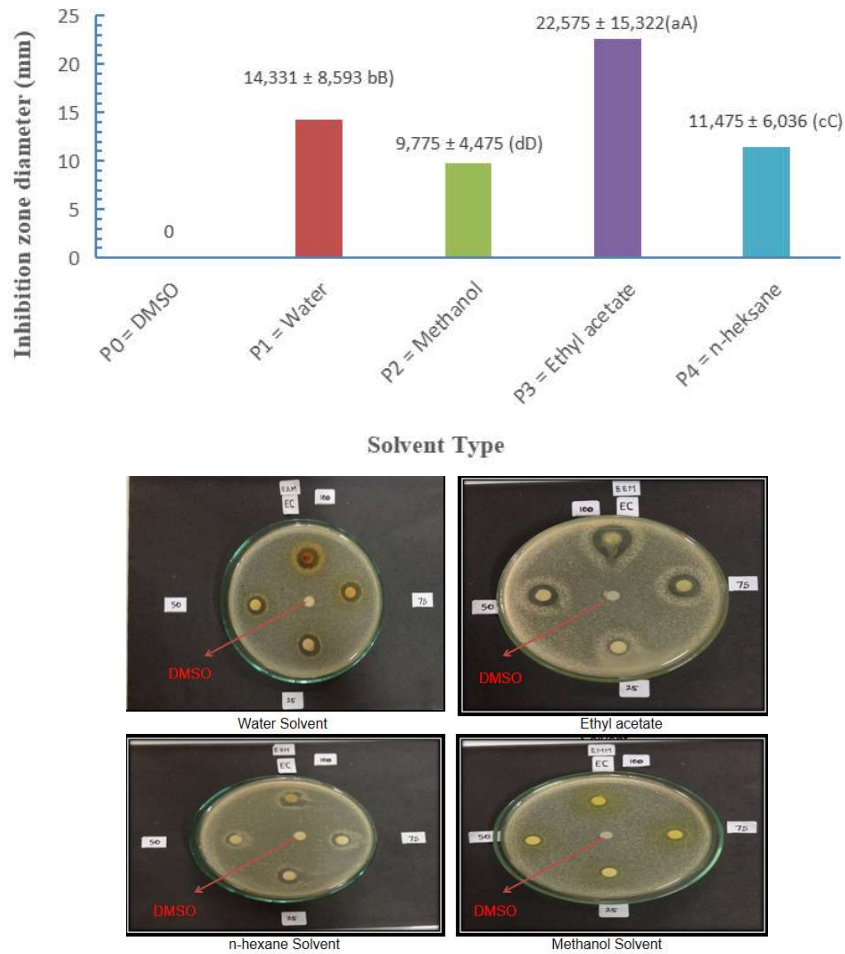 25
22,575 ± 15,322(aA)
20
14,331 ± 8,593 bB)
15
11,475 ± 6,036 (cC)
9,775 ± 4,475 (dD)
10
5
0
0
Inhibition zone diameter (mm)
P0 = DMSO
P1 = Water
P2 = Methanol
P3 = Ethyl acetate
P4 = n-heksane
Solvent Type
EAM
EC
100
50
75
DMSO
25
Water Solvent
EEM
100
EC
75
50
DMSO
25
Ethyl acetate
EHM
EC
100
50
75
DMSO
25
n-hexane Solvent
EMM
EC
100
50
75
DMSO
25
Methanol Solvent